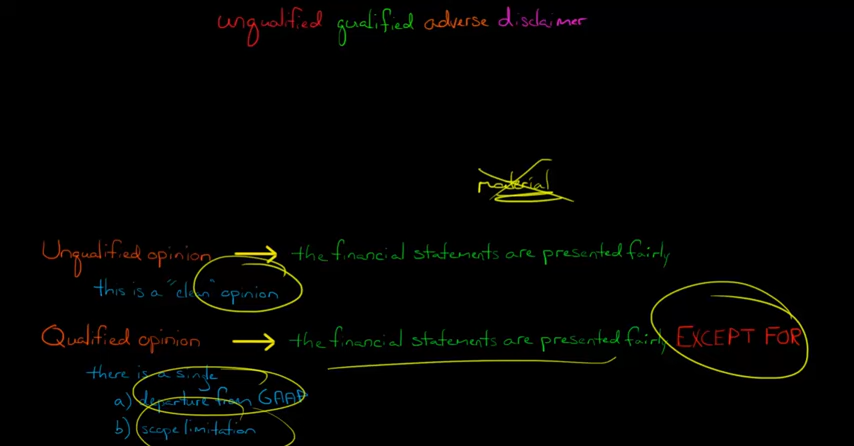 unqualified qualified adverse disclaimer
material
Unqualified opinion → the financial statements are presented fairly
this is a "clean" opinion
Qualified opinion → the financial statements are presented fairly EXCEPT FOR
there is a single
a) departure from GAAP
b) scope limitation